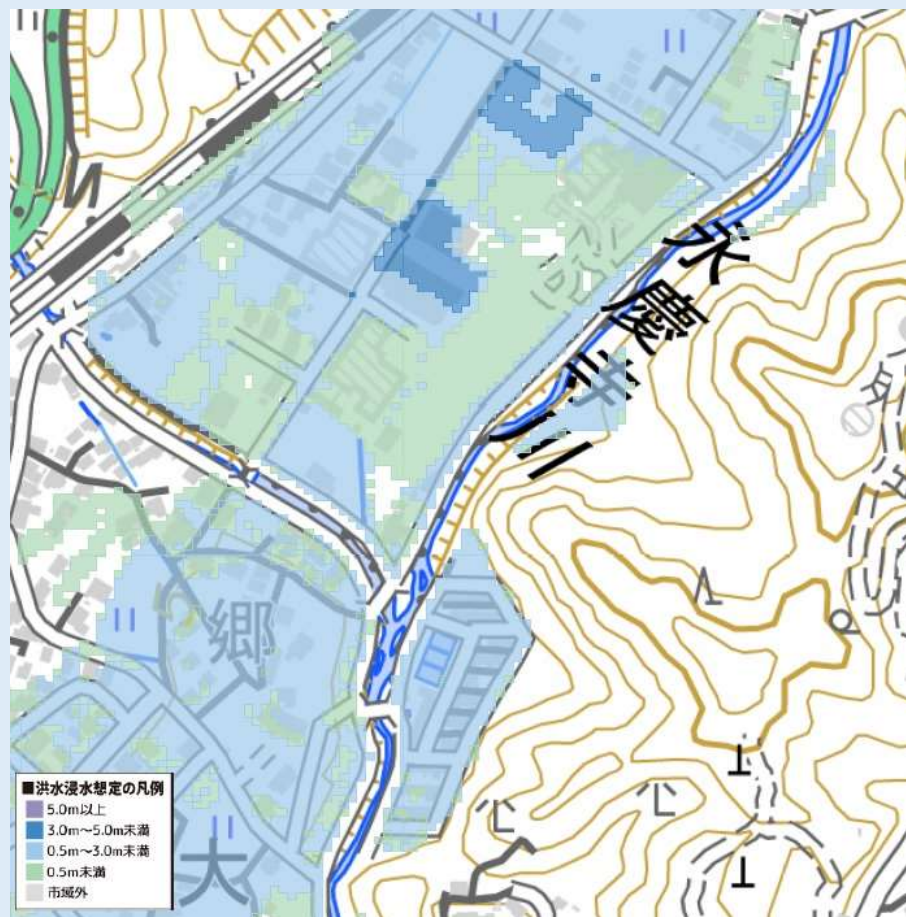 永慶寺川
郷
大
■洪水浸水想定の凡例
5.0m以上
3.0m～5.0m未満
0.5m～3.0m未満
0.5m未満
市域外